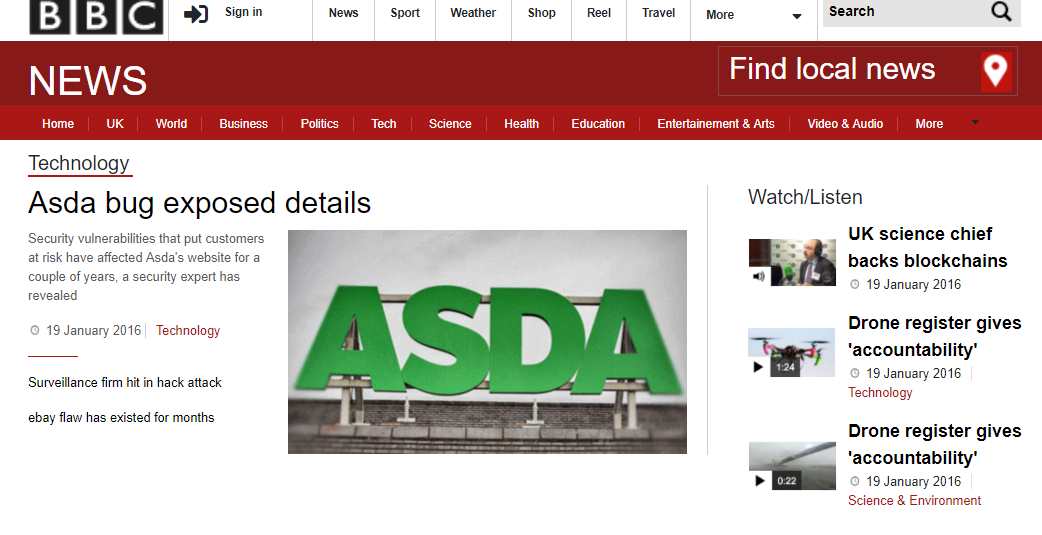 BBC
Sign in
News
Sport
Weather
Shop
Reel
Travel
More
Search
NEWS
Find local news
Home
UK
World
Business
Politics
Tech
Science
Health
Education
Entertainement & Arts
Video & Audio
More
Technology
Asda bug exposed details
Security vulnerabilities that put customers
at risk have affected Asda's website for a
couple of years, a security expert has
revealed
19 January 2016
Technology
Surveillance firm hit in hack attack
ebay flaw has existed for months
ASDA
Watch/Listen
UK science chief
backs blockchains
19 January 2016
1:24
Drone register gives
'accountability'
19 January 2016
Technology
0:22
Drone register gives
'accountability'
19 January 2016
Science & Environment